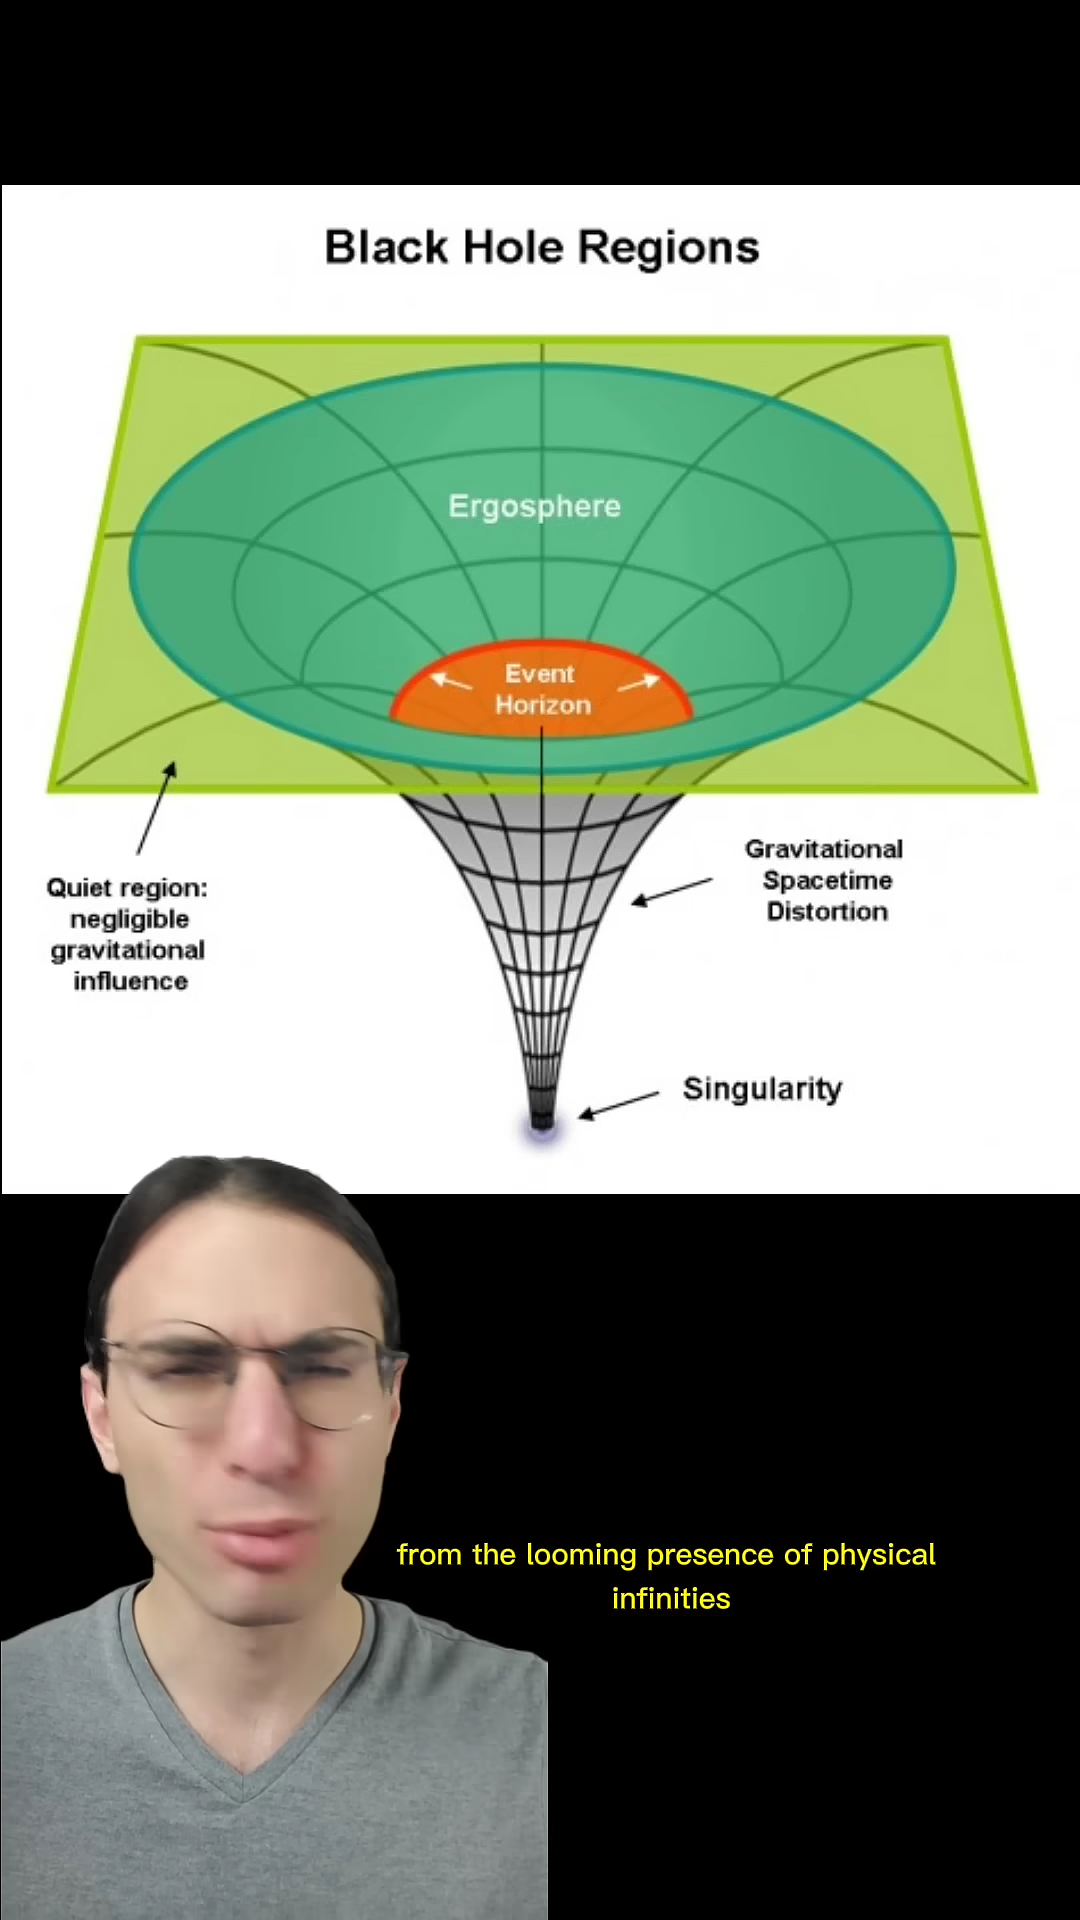 Black Hole Regions
Ergosphere
Event
Horizon
Quiet region:
negligible
gravitational
influence
Gravitational
Spacetime
Distortion
Singularity
from the looming presence of physical
infinities